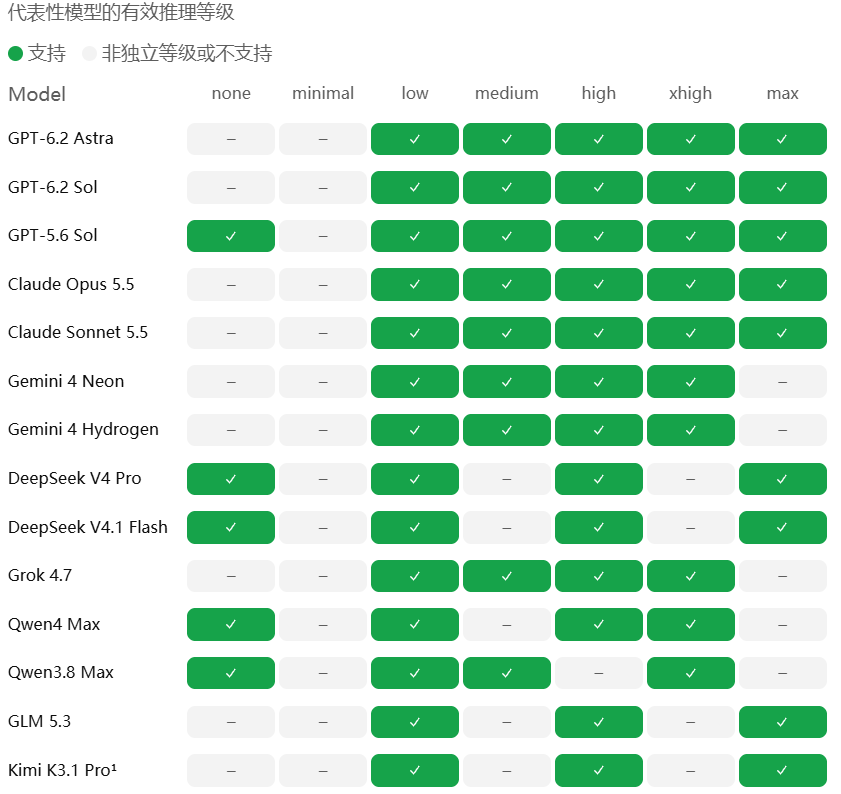 代表性模型的有效推理等级
支持 非独立等级或不支持
Model none minimal low medium high xhigh max
GPT-6.2 Astra – – ✓ ✓ ✓ ✓ ✓
GPT-6.2 Sol – – ✓ ✓ ✓ ✓ ✓
GPT-5.6 Sol ✓ – ✓ ✓ ✓ ✓ ✓
Claude Opus 5.5 – – ✓ ✓ ✓ ✓ ✓
Claude Sonnet 5.5 – – ✓ ✓ ✓ ✓ ✓
Gemini 4 Neon – – ✓ ✓ ✓ ✓ –
Gemini 4 Hydrogen – – ✓ ✓ ✓ ✓ –
DeepSeek V4 Pro ✓ – ✓ – ✓ – ✓
DeepSeek V4.1 Flash ✓ – ✓ – ✓ – ✓
Grok 4.7 – – ✓ ✓ ✓ ✓ –
Qwen4 Max ✓ – ✓ – ✓ ✓ –
Qwen3.8 Max ✓ – ✓ ✓ – ✓ –
GLM 5.3 – – ✓ – ✓ – ✓
Kimi K3.1 Pro¹ – – ✓ – ✓ – ✓